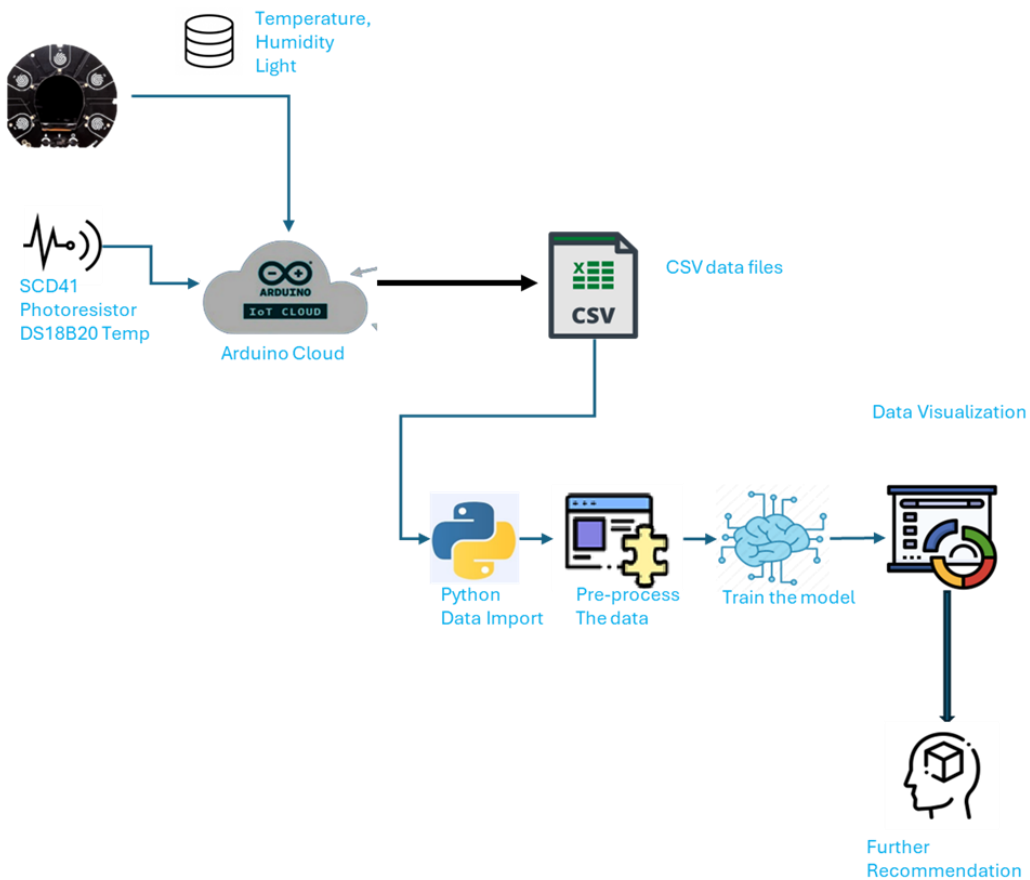 Temperature,
Humidity
Light
SCD41
Photoresistor
DS18B20 Temp
ARDUINO
IoT CLOUD
Arduino Cloud
CSV
CSV data files
Data Visualization
Python
Data Import
Pre-process
The data
Train the model
Further
Recommendation